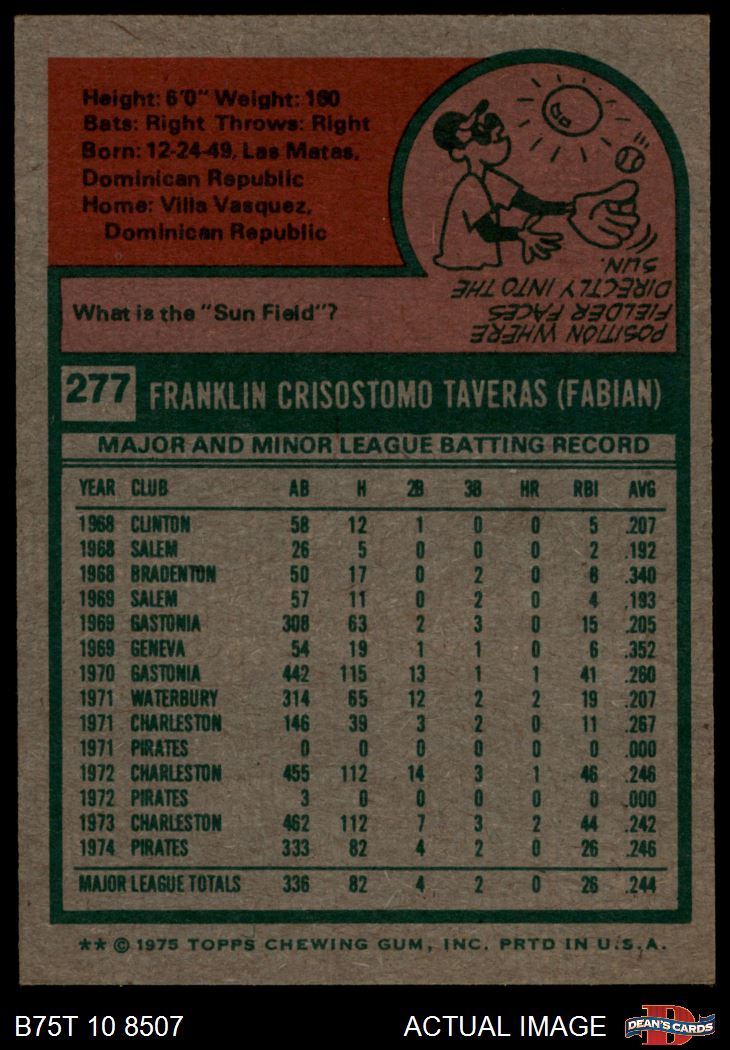 Height: 6'0" Weight: 160
Bats: Right Throws: Right
Born: 12-24-49, Las Matas,
Dominican Republic
Home: Villa Vasquez,
Dominican Republic
What is the "Sun Field"?
POSITION WHERE
FIELDER FACES
DIRECTLY INTO THE
SUN.
277 FRANKLIN CRISOSTOMO TAVERAS (FABIAN)
MAJOR AND MINOR LEAGUE BATTING RECORD
YEAR CLUB AB H 2B 3B HR RBI AVG
1968 CLINTON 58 12 1 0 0 5 .207
1968 SALEM 26 5 0 0 0 2 .192
1968 BRADENTON 50 17 0 2 0 6 .340
1969 SALEM 57 11 0 2 0 4 .193
1969 GASTONIA 308 63 2 3 0 15 .205
1969 GENEVA 54 19 1 1 0 6 .352
1970 GASTONIA 442 115 13 1 1 41 .260
1971 WATERBURY 314 65 12 2 2 19 .207
1971 CHARLESTON 146 39 3 2 0 11 .267
1971 PIRATES 0 0 0 0 0 0 .000
1972 CHARLESTON 455 112 14 3 1 46 .246
1972 PIRATES 3 0 0 0 0 0 .000
1973 CHARLESTON 462 112 7 3 2 44 .242
1974 PIRATES 333 82 4 2 0 26 .246
MAJOR LEAGUE TOTALS 336 82 4 2 0 26 .244
** © 1975 TOPPS CHEWING GUM, INC. PRTD IN U.S.A.
B75T 10 8507 ACTUAL IMAGE D DEAN'S CARDS